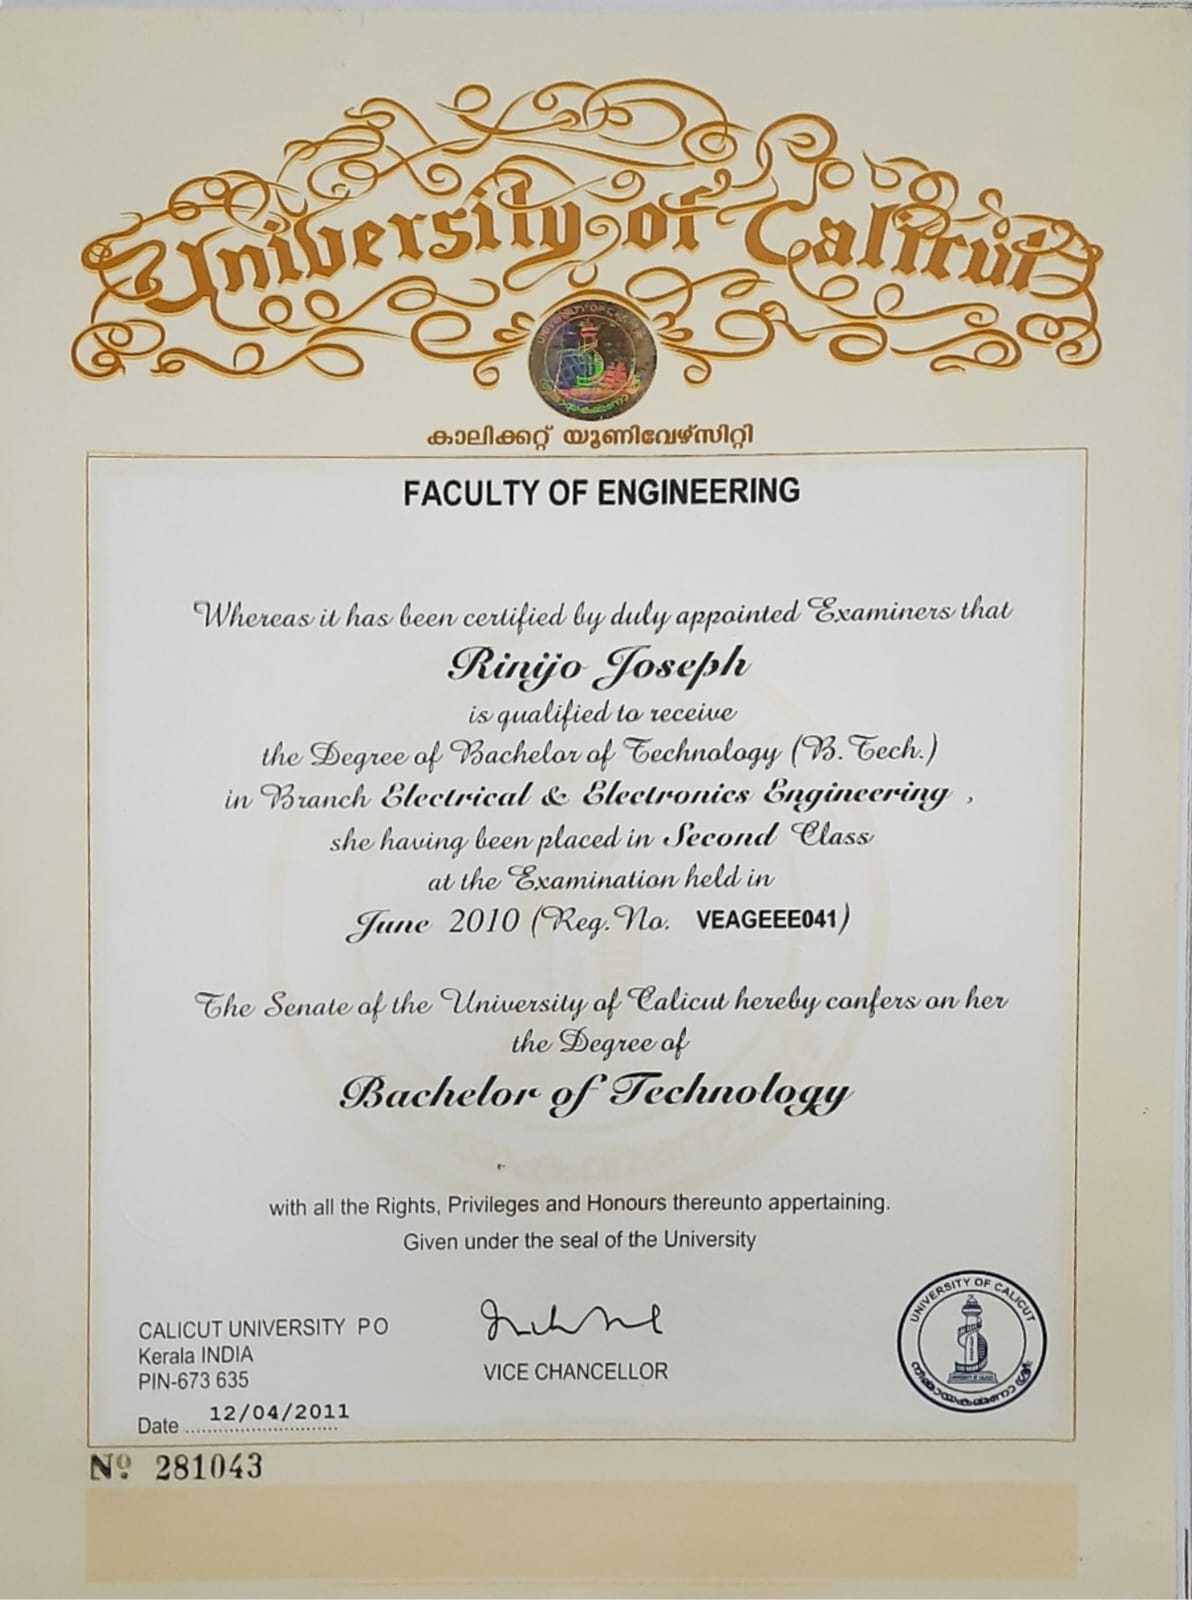 University of Calicut
കാലിക്കറ്റ് യൂണിവേഴ്സിറ്റി
FACULTY OF ENGINEERING
Whereas it has been certified by duly appointed Examiners that
Rinijo Joseph
is qualified to receive
the Degree of Bachelor of Technology (B. Tech.)
in Branch Electrical & Electronics Engineering ,
she having been placed in Second Class
at the Examination held in
June 2010 (Reg. No. VEAGEEE041)
The Senate of the University of Calicut hereby confers on her
the Degree of
Bachelor of Technology
with all the Rights, Privileges and Honours thereunto appertaining.
Given under the seal of the University
CALICUT UNIVERSITY P O
Kerala INDIA
PIN-673 635
Date 12/04/2011
VICE CHANCELLOR
UNIVERSITY OF CALICUT
നിർമ്മായകർമ്മണാ ശ്രീഃ
Nº 281043